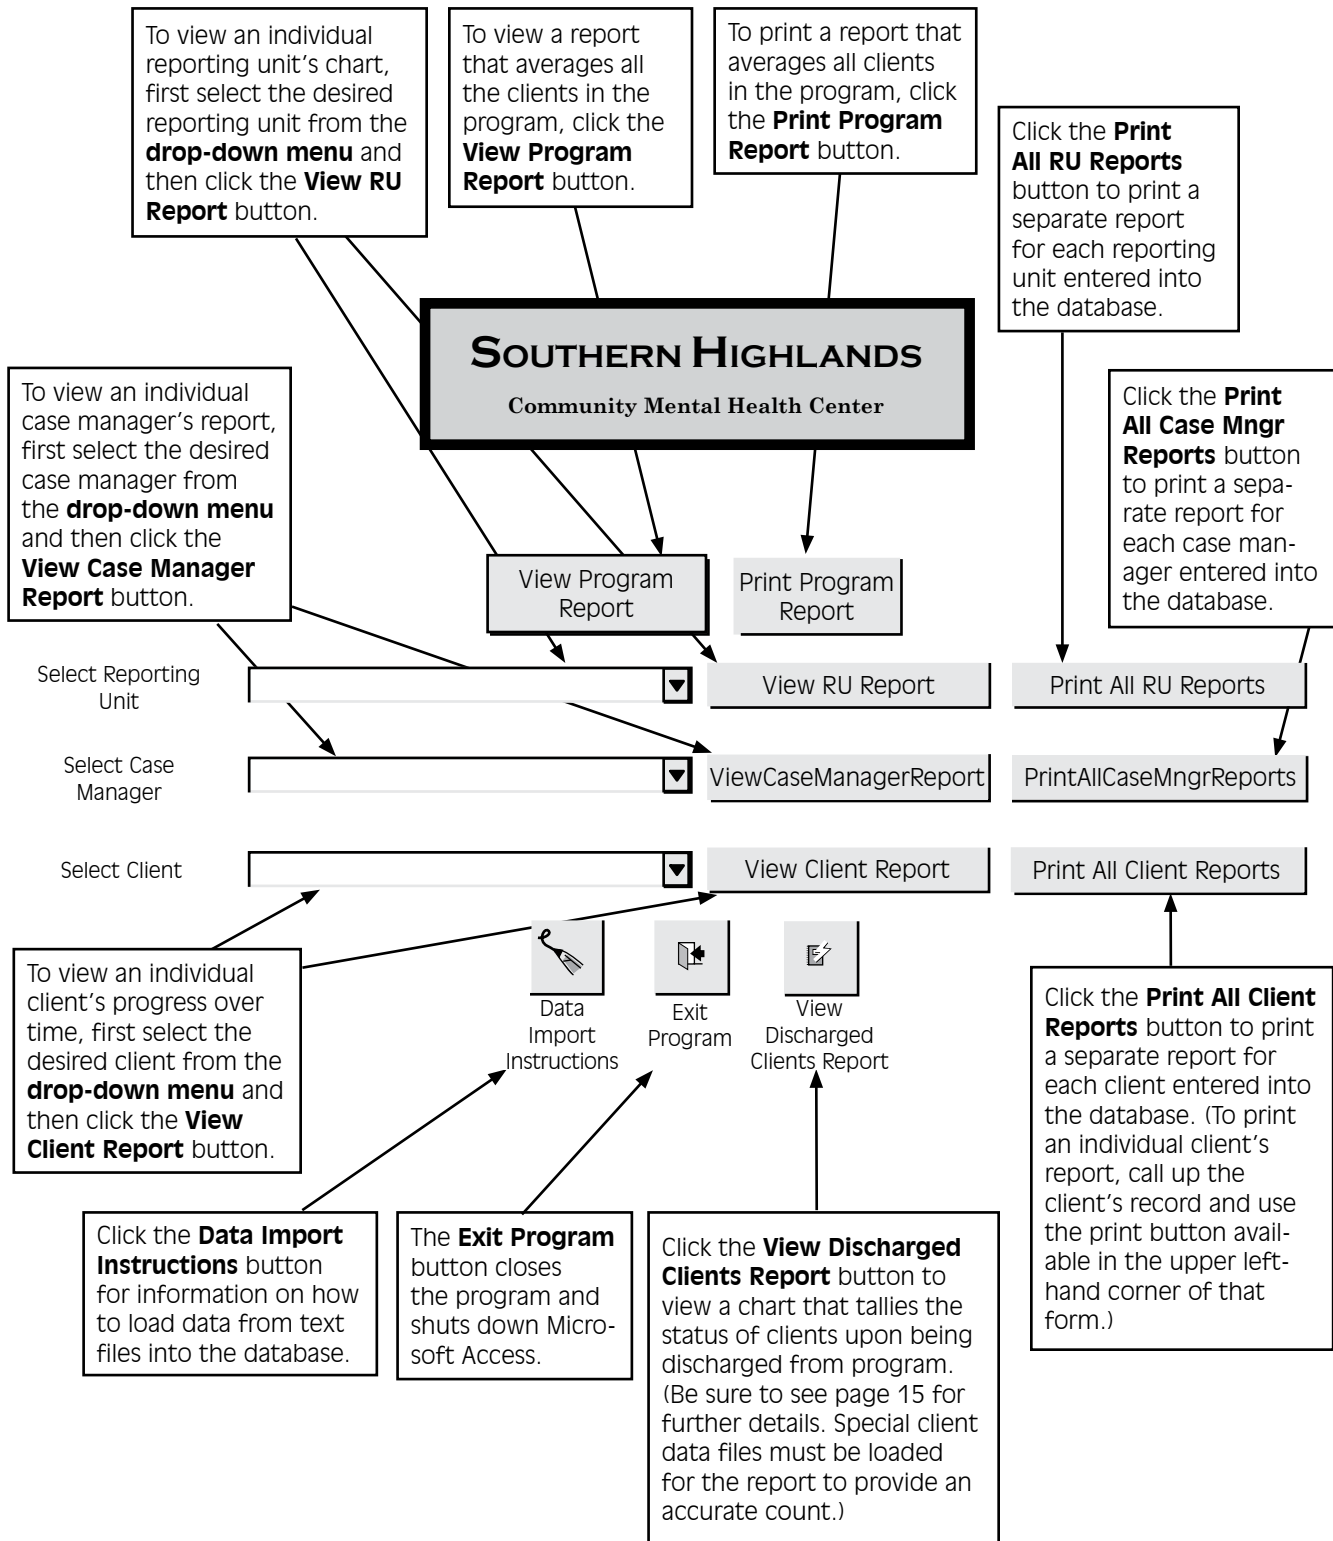 To view an individual
reporting unit's chart,
first select the desired
reporting unit from the
drop-down menu and
then click the View RU
Report button.
To view a report
that averages all
the clients in the
program, click the
View Program
Report button.
To print a report that
averages all clients
in the program, click
the Print Program
Report button.
Click the Print
All RU Reports
button to print a
separate report
for each reporting
unit entered into
the database.
SOUTHERN HIGHLANDS
Community Mental Health Center
To view an individual
case manager's report,
first select the desired
case manager from
the drop-down menu
and then click the
View Case Manager
Report button.
Click the Print
All Case Mngr
Reports button
to print a sepa-
rate report for
each case man-
ager entered into
the database.
View Program
Report
Print Program
Report
Select Reporting
Unit
View RU Report
Print All RU Reports
Select Case
Manager
ViewCaseManagerReport
PrintAllCaseMngrReports
Select Client
View Client Report
Print All Client Reports
Data
Import
Instructions
Exit
Program
View
Discharged
Clients Report
To view an individual
client's progress over
time, first select the
desired client from the
drop-down menu and
then click the View
Client Report button.
Click the Print All Client
Reports button to print
a separate report for
each client entered into
the database. (To print
an individual client's
report, call up the
client's record and use
the print button avail-
able in the upper left-
hand corner of that
form.)
Click the Data Import
Instructions button
for information on how
to load data from text
files into the database.
The Exit Program
button closes
the program and
shuts down Micro-
soft Access.
Click the View Discharged
Clients Report button to
view a chart that tallies the
status of clients upon being
discharged from program.
(Be sure to see page 15 for
further details. Special client
data files must be loaded
for the report to provide an
accurate count.)